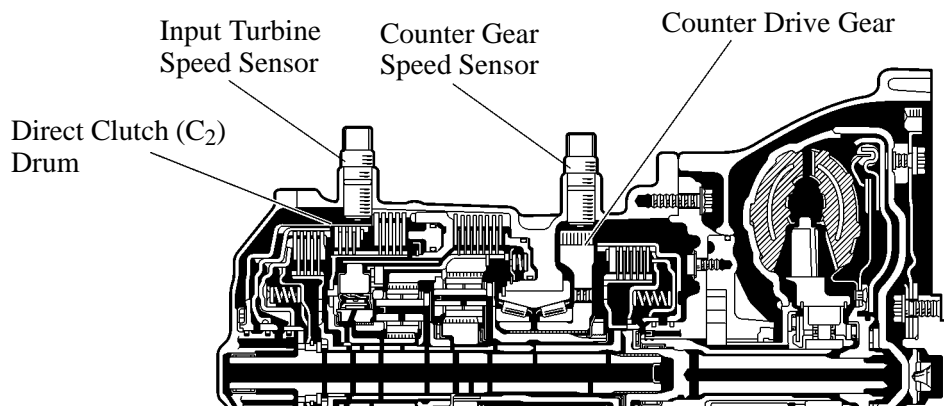 Input Turbine
Speed Sensor
Counter Gear
Speed Sensor
Counter Drive Gear
Direct Clutch (C₂)
Drum